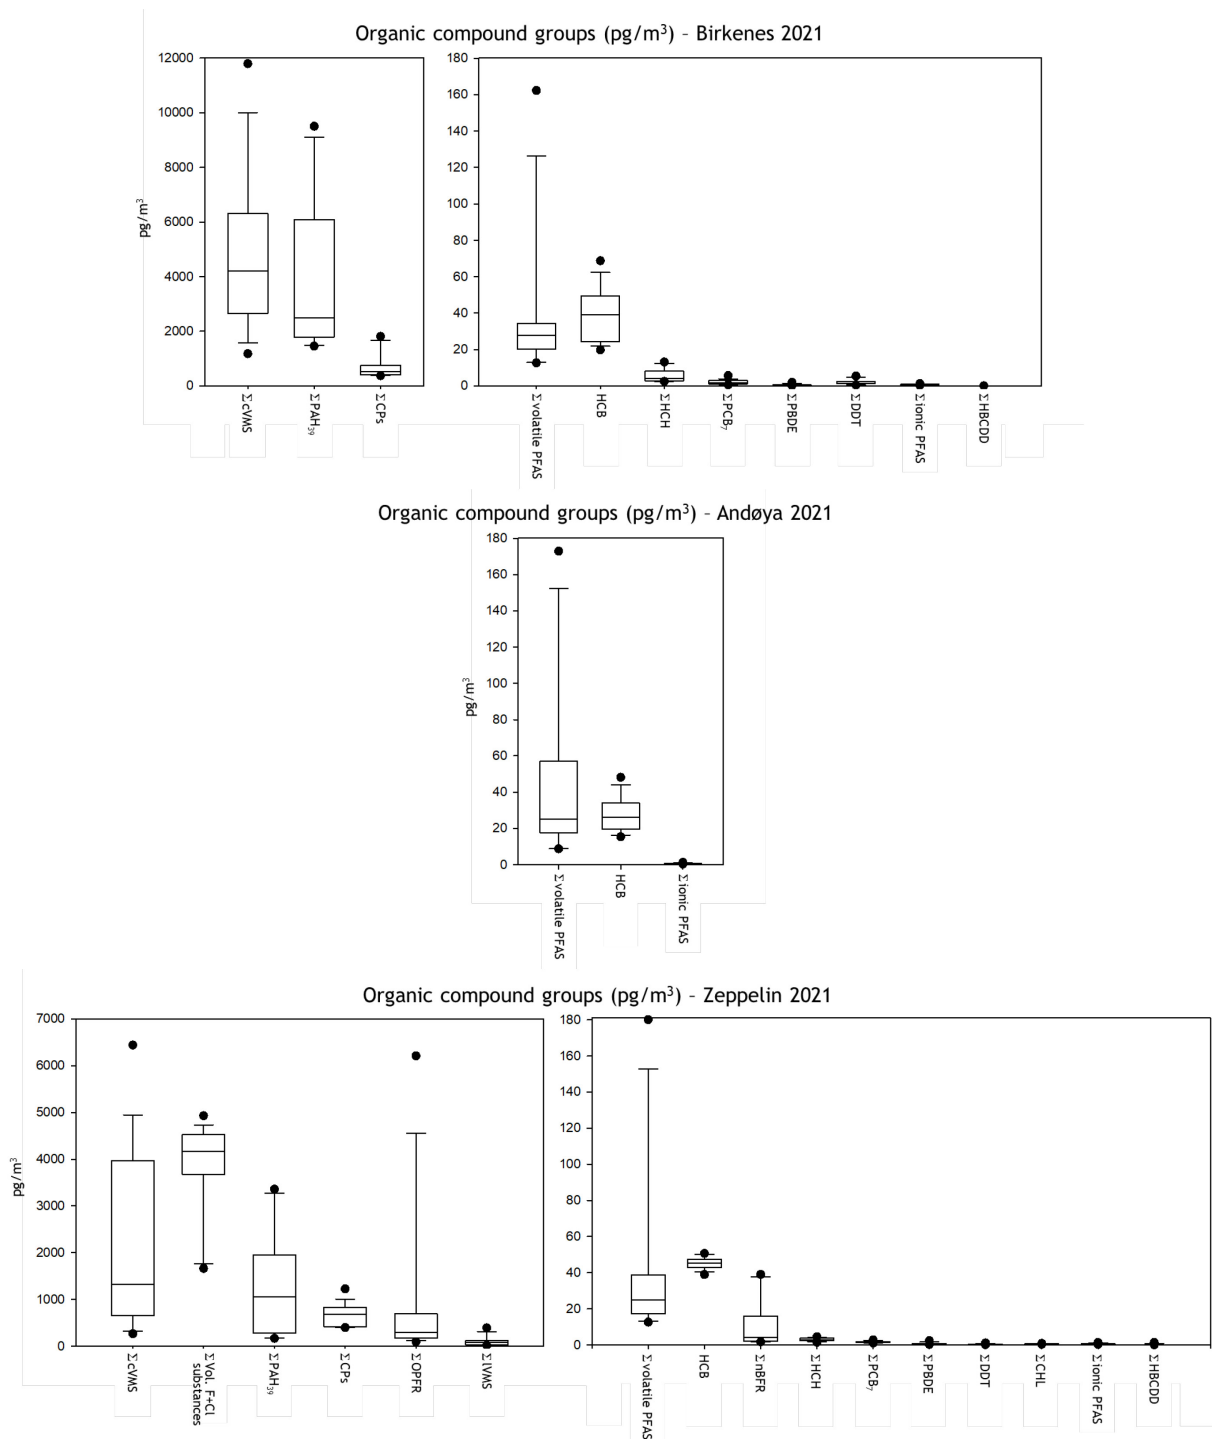 Organic compound groups (pg/m³) – Birkenes 2021
12000
10000
8000
6000
4000
2000
0
pg/m³
ΣcVMS
ΣPAH₃₉
ΣCPs
180
160
140
120
100
80
60
40
20
0
Σvolatile PFAS
HCB
ΣHCH
ΣPCB₇
ΣPBDE
ΣDDT
Σionic PFAS
ΣHBCDD
Organic compound groups (pg/m³) – Andøya 2021
180
160
140
120
100
80
60
40
20
0
pg/m³
Σvolatile PFAS
HCB
Σionic PFAS
Organic compound groups (pg/m³) – Zeppelin 2021
7000
6000
5000
4000
3000
2000
1000
0
pg/m³
ΣcVMS
ΣVol. F+Cl
substances
ΣPAH₃₉
ΣCPs
ΣOPFR
ΣlVMS
180
160
140
120
100
80
60
40
20
0
Σvolatile PFAS
HCB
ΣnBFR
ΣHCH
ΣPCB₇
ΣPBDE
ΣDDT
ΣCHL
Σionic PFAS
ΣHBCDD